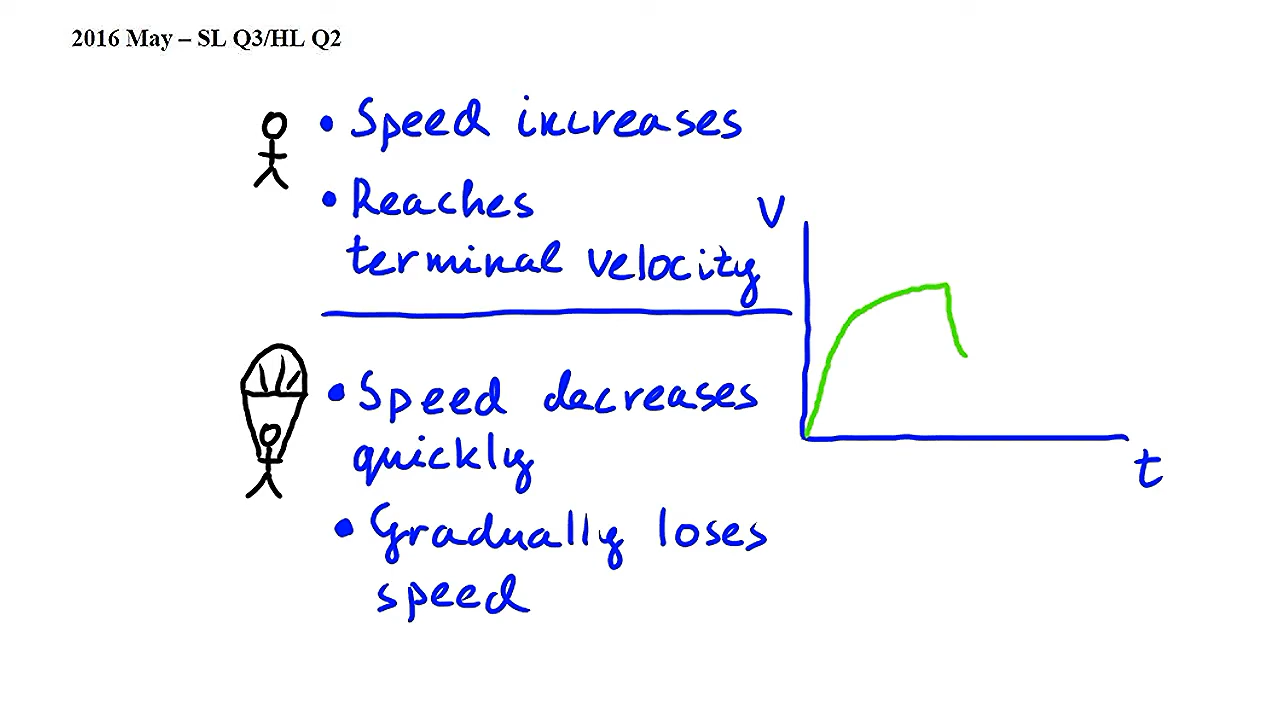 2016 May – SL Q3/HL Q2
• Speed increases
• Reaches
terminal velocity
• Speed decreases
quickly
• Gradually loses
speed
V
t